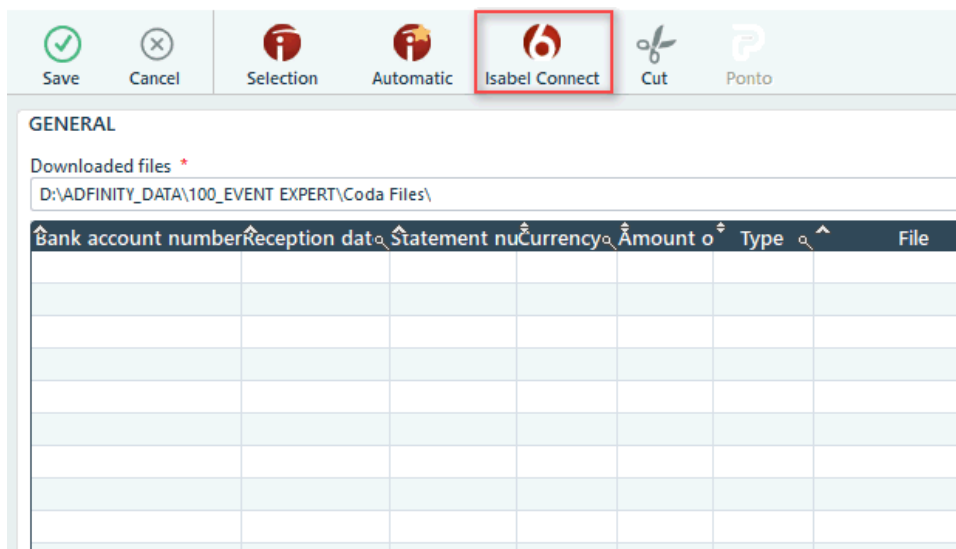 Save Cancel Selection Automatic Isabel Connect Cut Ponto
GENERAL
Downloaded files *
D:\ADFINITY_DATA\100_EVENT EXPERT\Coda Files\
Bank account number Reception dat Statement nu Currency Amount o Type File